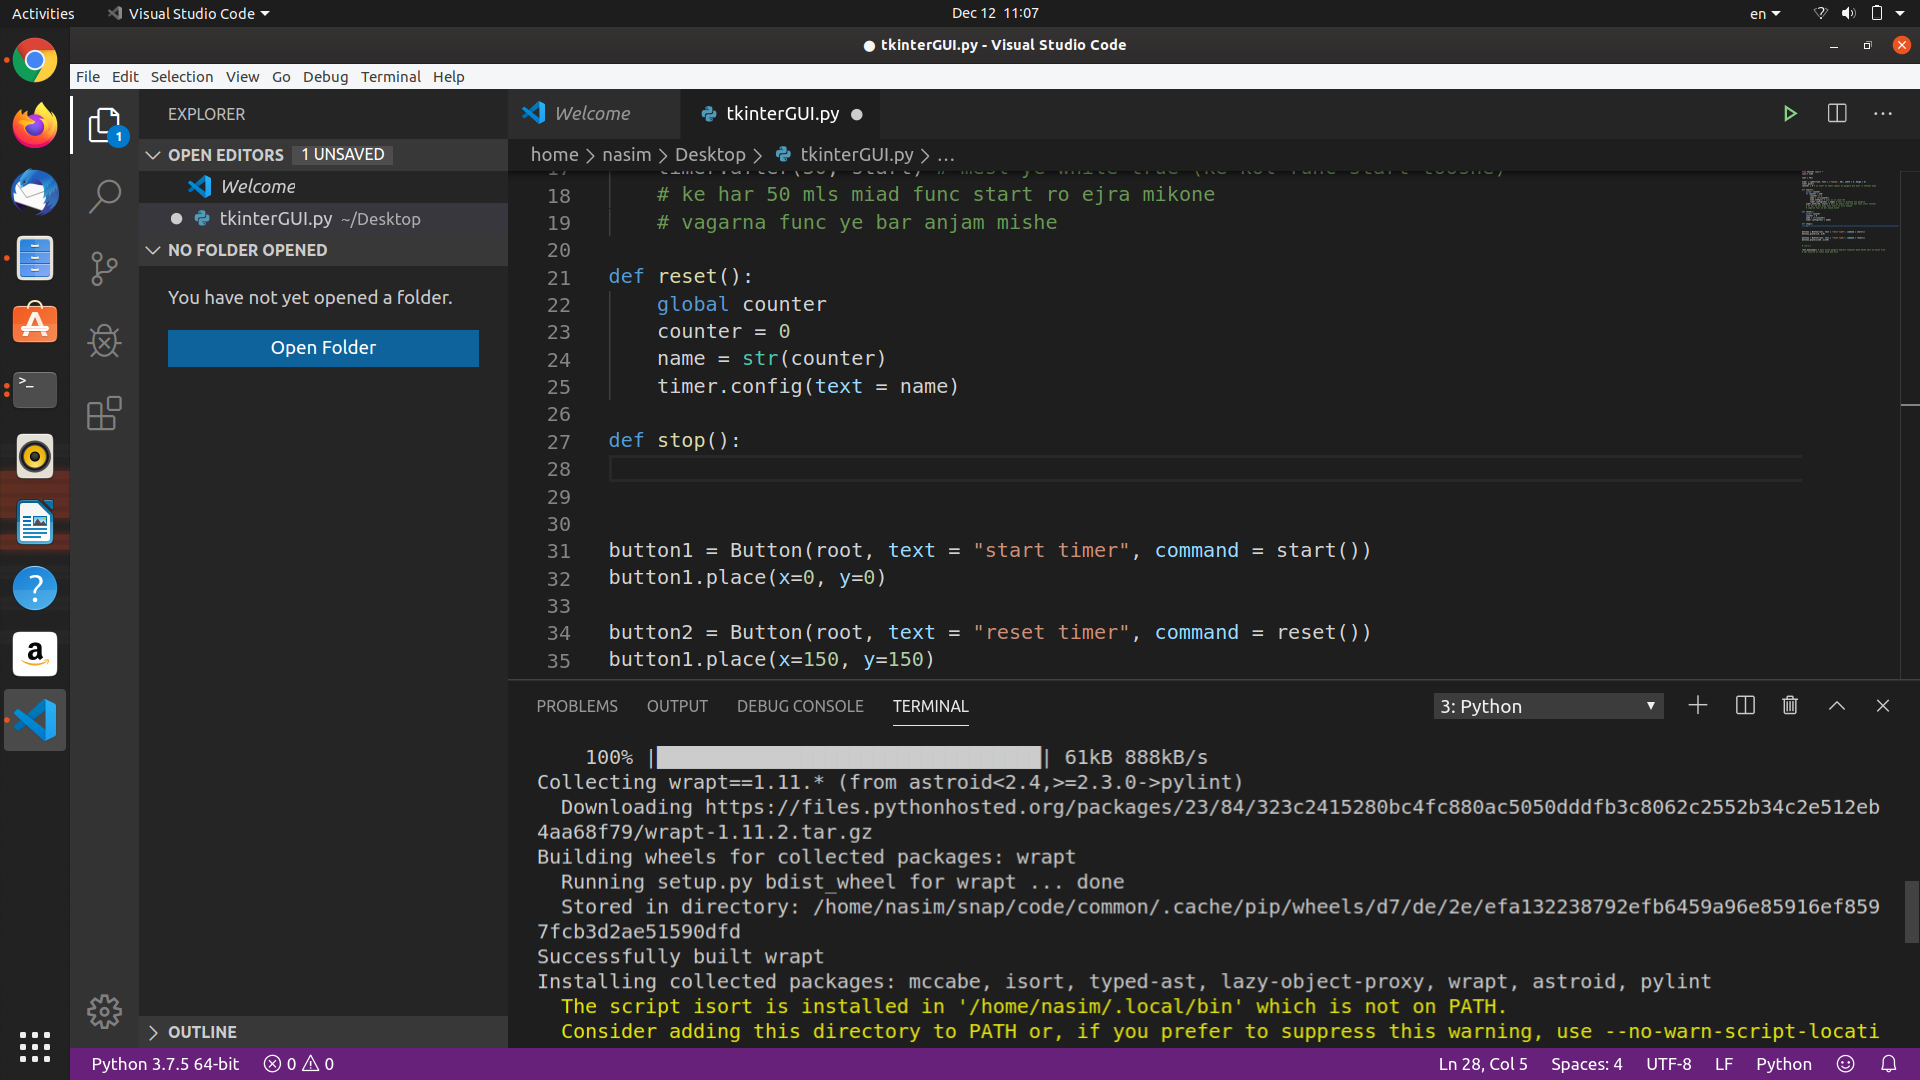 Activities
Visual Studio Code
Dec 12 11:07
en
● tkinterGUI.py - Visual Studio Code
File Edit Selection View Go Debug Terminal Help
1
EXPLORER
OPEN EDITORS 1 UNSAVED
Welcome
tkinterGUI.py ~/Desktop
NO FOLDER OPENED
You have not yet opened a folder.
Open Folder
OUTLINE
Welcome
tkinterGUI.py
home > nasim > Desktop > tkinterGUI.py > ...
18 # ke har 50 mls miad func start ro ejra mikone
19 # vagarna func ye bar anjam mishe
20
21 def reset():
22 global counter
23 counter = 0
24 name = str(counter)
25 timer.config(text = name)
26
27 def stop():
28
29
30
31 button1 = Button(root, text = "start timer", command = start())
32 button1.place(x=0, y=0)
33
34 button2 = Button(root, text = "reset timer", command = reset())
35 button1.place(x=150, y=150)
PROBLEMS OUTPUT DEBUG CONSOLE TERMINAL
3: Python
100% |████████████████████████████████| 61kB 888kB/s
Collecting wrapt==1.11.* (from astroid<2.4,>=2.3.0->pylint)
Downloading https://files.pythonhosted.org/packages/23/84/323c2415280bc4fc880ac5050dddfb3c8062c2552b34c2e512eb
4aa68f79/wrapt-1.11.2.tar.gz
Building wheels for collected packages: wrapt
Running setup.py bdist_wheel for wrapt ... done
Stored in directory: /home/nasim/snap/code/common/.cache/pip/wheels/d7/de/2e/efa132238792efb6459a96e85916ef859
7fcb3d2ae51590dfd
Successfully built wrapt
Installing collected packages: mccabe, isort, typed-ast, lazy-object-proxy, wrapt, astroid, pylint
The script isort is installed in '/home/nasim/.local/bin' which is not on PATH.
Consider adding this directory to PATH or, if you prefer to suppress this warning, use --no-warn-script-locati
Python 3.7.5 64-bit
0
0
Ln 28, Col 5
Spaces: 4
UTF-8
LF
Python